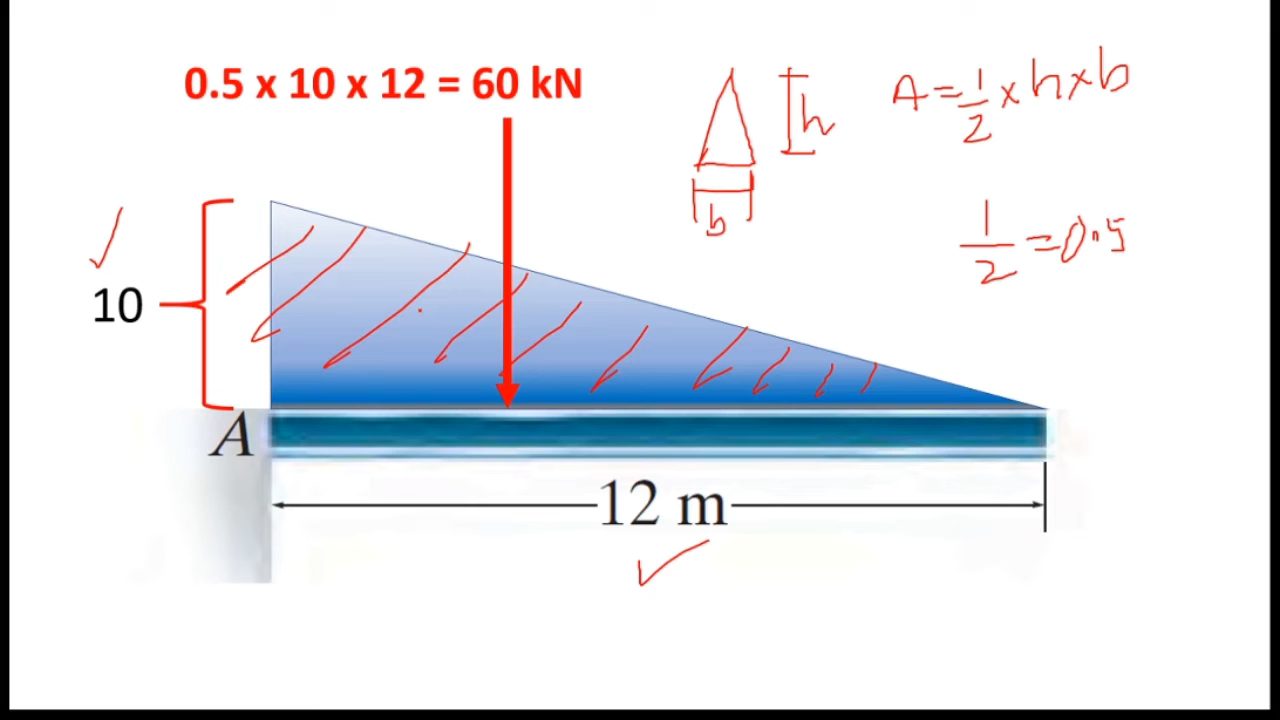 0.5 x 10 x 12 = 60 kN
h
A = 1/2 x h x b
b
1/2 = 0.5
10
A
12 m